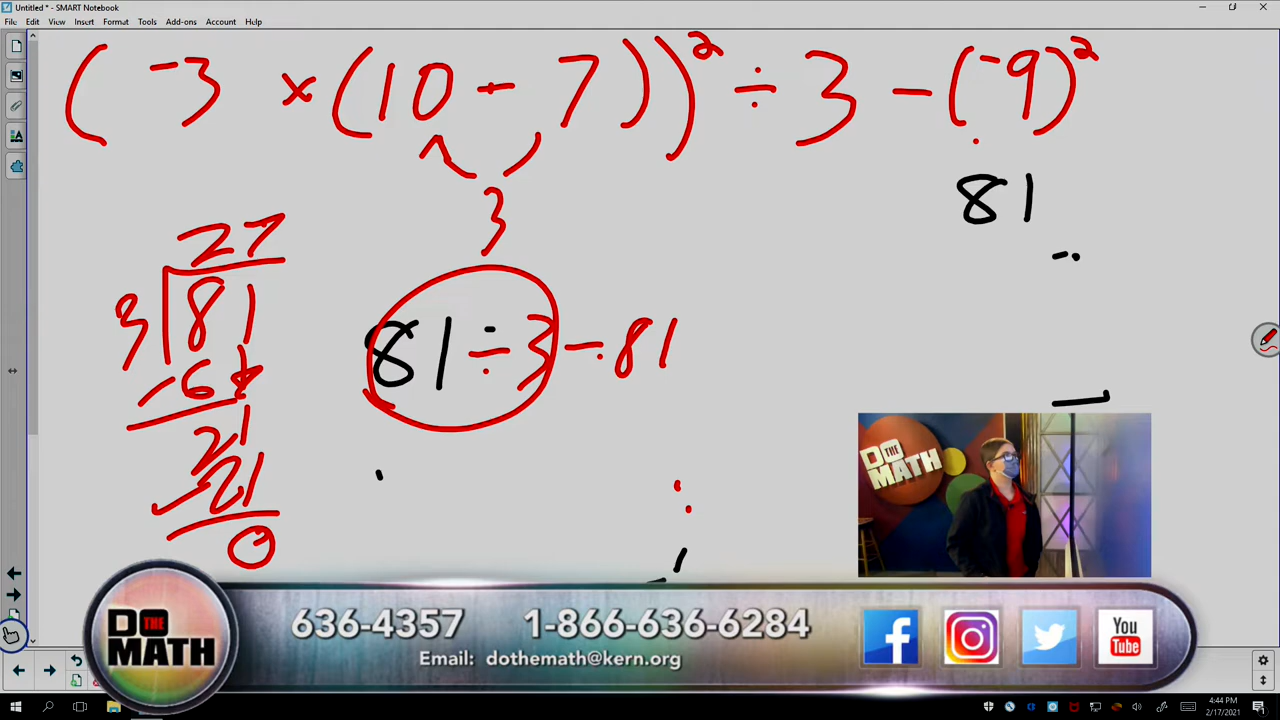 Untitled * - SMART Notebook
File Edit View Insert Format Tools Add-ons Account Help
(-3 × (10 - 7))² ÷ 3 - (-9)²
3
81
27
3 81
81 ÷ 3 - 81
- 6
21
- 21
0
DO THE MATH
636-4357 1-866-636-6284
Email: dothemath@kern.org
DO THE MATH
You Tube
4:44 PM
2/17/2021